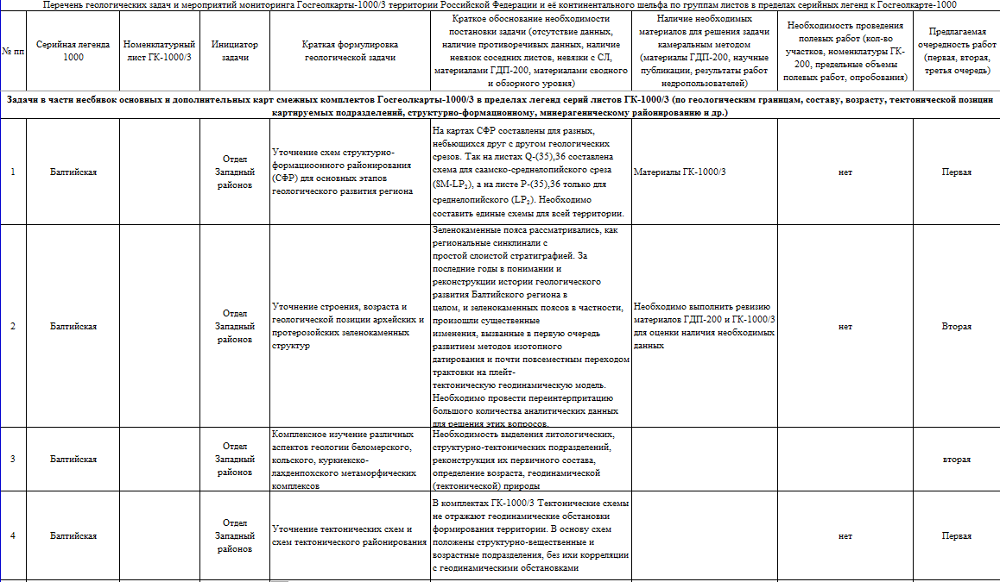 Перечень геологических задач и мероприятий мониторинга Госгеолкарты-1000/3 территории Российской Федерации и её континентального шельфа по группам листов в пределах серийных легенд к Госгеолкарте-1000
№ пп
Серийная легенда
1000
Номенклатурный
лист ГК-1000/3
Инициатор
задачи
Краткая формулировка
геологической задачи
Краткое обоснование необходимости
постановки задачи (отсутствие данных,
наличие противоречивых данных, наличие
невязок соседних листов, невязки с СЛ,
материалами ГДП-200, материалами сводного
и обзорного уровня)
Наличие необходимых
материалов для решения задачи
камеральным методом
(материалы ГДП-200, научные
публикации, результаты работ
недропользователей)
Необходимость проведения
полевых работ (кол-во
участков, номенклатуры ГК-
200, предельные объемы
полевых работ, опробования)
Предлагаемая
очередность работ
(первая, вторая,
третья очередь)
Задачи в части несбивок основных и дополнительных карт смежных комплектов Госгеолкарты-1000/3 в пределах легенд серий листов ГК-1000/3 (по геологическим границам, составу, возрасту, тектонической позиции
картируемых подразделений, структурно-формационному, минерагеническому районированию и др.)
1
Балтийская
Отдел
Западный
районов
Уточнение схем структурно-
формациоонного районирования
(СФР) для основных этапов
геологического развития региона
На картах СФР составлены для разных,
небьющихся друг с другом геологических
срезов. Так на листах Q-(35),36 составлена
схема для саамско-среднелопийского среза
(SM-LP₂), а на листе P-(35),36 только для
среднелопийского (LP₂). Необходимо
составить единые схемы для всей территории.
Материалы ГК-1000/3
нет
Первая
2
Балтийская
Отдел
Западный
районов
Уточнение строения, возраста и
геологической позиции архейских и
протерозойских зеленокаменных
структур
Зеленокаменные пояса рассматривались, как
региональные синклинали с
простой слоистой стратиграфией. За
последние годы в понимании и
реконструкции истории геологического
развития Балтийского региона в
целом, и зеленокаменных поясов в частности,
произошли существенные
изменения, вызванные в первую очередь
развитием методов изотопного
датирования и почти повсеместным переходом
трактовки на плейт-
тектоническую геодинамическую модель.
Необходимо провести переинтерпритацию
большого количества аналитических данных
для решения этих вопросов.
Необходимо выполнить ревизию
материалов ГДП-200 и ГК-1000/3
для оценки наличия необходимых
данных
нет
Вторая
3
Балтийская
Отдел
Западный
районов
Комплексное изучение различных
аспектов геологии беломерского,
кольского, куркиекско-
лахденпохского метаморфических
комплексов
Необходимость выделения литологических,
структурно-тектонических подразделений,
реконструкция их первичного состава,
определение возраста, геодинамической
(тектонической) природы
вторая
4
Балтийская
Отдел
Западный
районов
Уточнение тектонических схем и
схем тектонического районирования
В комплектах ГК-1000/3 Тектонические схемы
не отражают геодинамические обстановки
формирования территории. В основу схем
положены структурно-вещественные и
возрастные подразделения, без ихи корреляции
с геодинамическими обстановками
нет
Первая